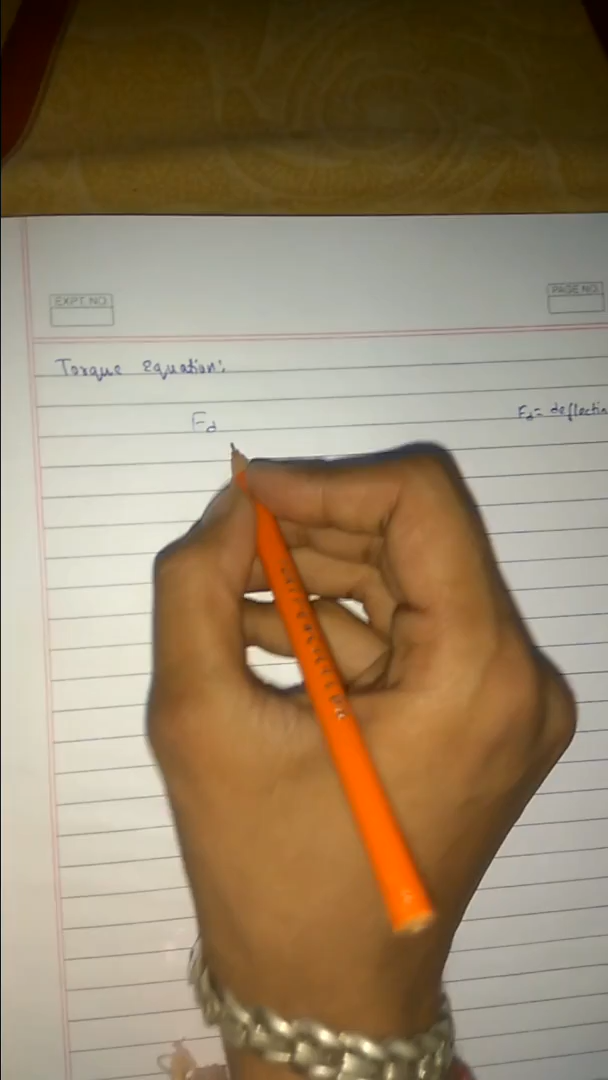 EXPT. NO.
PAGE NO.
Torque Equation:
Fd
Fd = deflectin